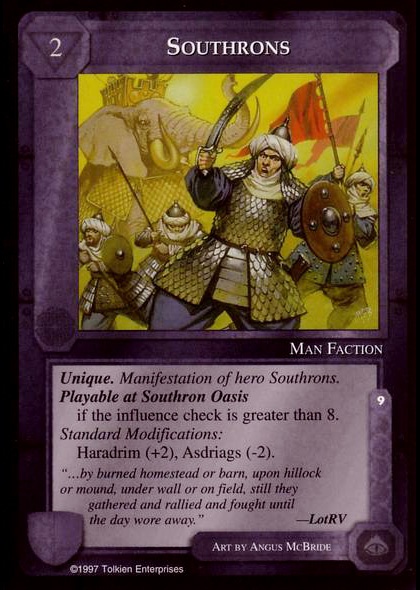 2
SOUTHRONS
MAN FACTION
Unique. Manifestation of hero Southrons.
Playable at Southron Oasis
if the influence check is greater than 8.
Standard Modifications:
Haradrim (+2), Asdriags (-2).
9
"...by burned homestead or barn, upon hillock
or mound, under wall or on field, still they
gathered and rallied and fought until
the day wore away." —LotRV
ART BY ANGUS MCBRIDE
©1997 Tolkien Enterprises